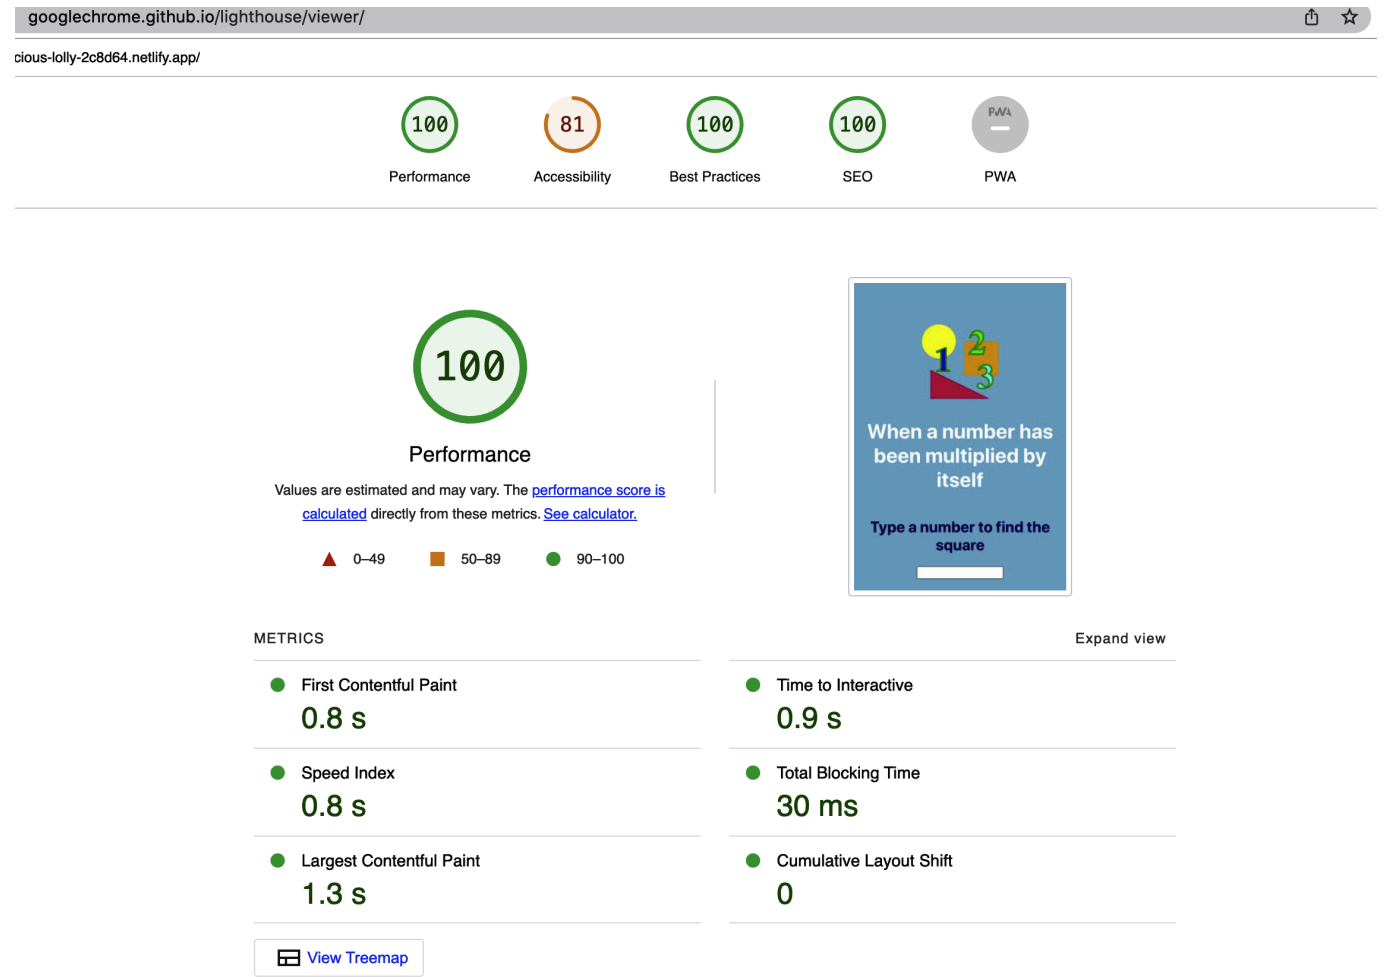 googlechrome.github.io/lighthouse/viewer/
cious-lolly-2c8d64.netlify.app/
100
81
100
100
PWA
Performance
Accessibility
Best Practices
SEO
PWA
100
Performance
Values are estimated and may vary. The performance score is
calculated directly from these metrics. See calculator.
0–49
50–89
90–100
1
2
3
When a number has
been multiplied by
itself
Type a number to find the
square
METRICS
Expand view
First Contentful Paint
0.8 s
Time to Interactive
0.9 s
Speed Index
0.8 s
Total Blocking Time
30 ms
Largest Contentful Paint
1.3 s
Cumulative Layout Shift
0
View Treemap